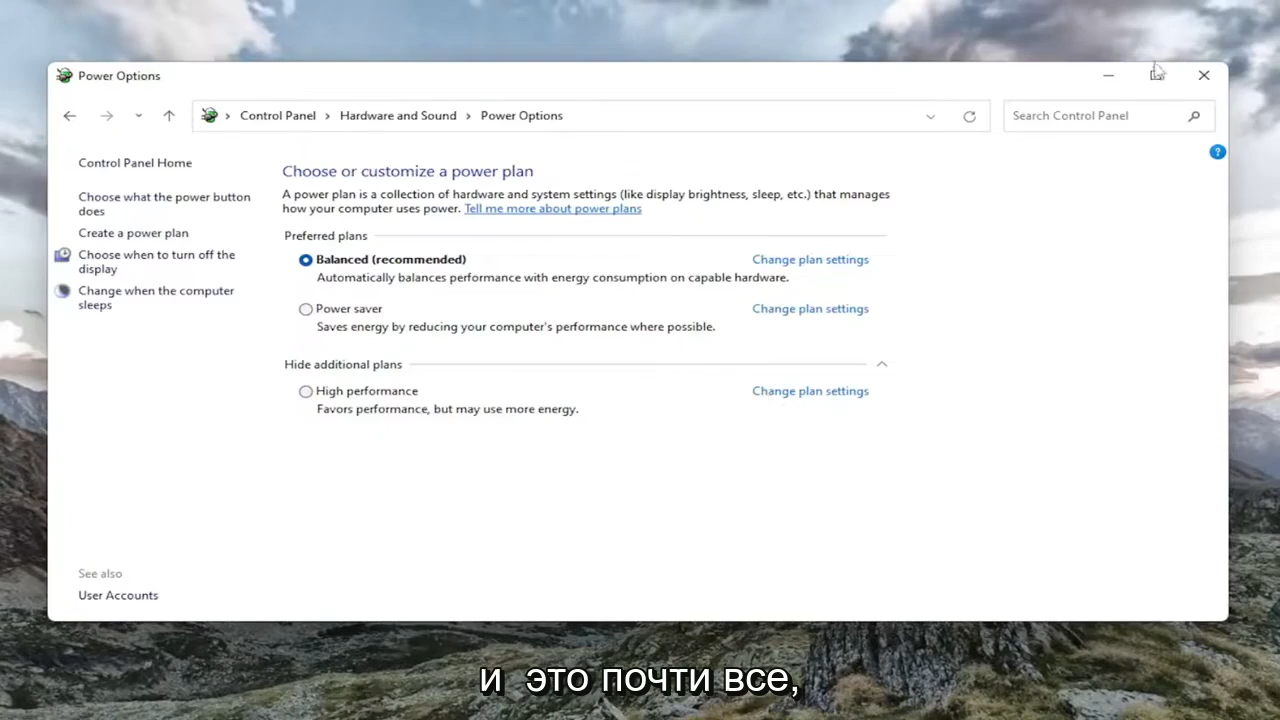 Power Options
Control Panel › Hardware and Sound › Power Options
Search Control Panel
?
Control Panel Home
Choose what the power button
does
Create a power plan
Choose when to turn off the
display
Change when the computer
sleeps
Choose or customize a power plan
A power plan is a collection of hardware and system settings (like display brightness, sleep, etc.) that manages
how your computer uses power. Tell me more about power plans
Preferred plans
Balanced (recommended) Change plan settings
Automatically balances performance with energy consumption on capable hardware.
Power saver Change plan settings
Saves energy by reducing your computer's performance where possible.
Hide additional plans
High performance Change plan settings
Favors performance, but may use more energy.
See also
User Accounts
и это почти все,